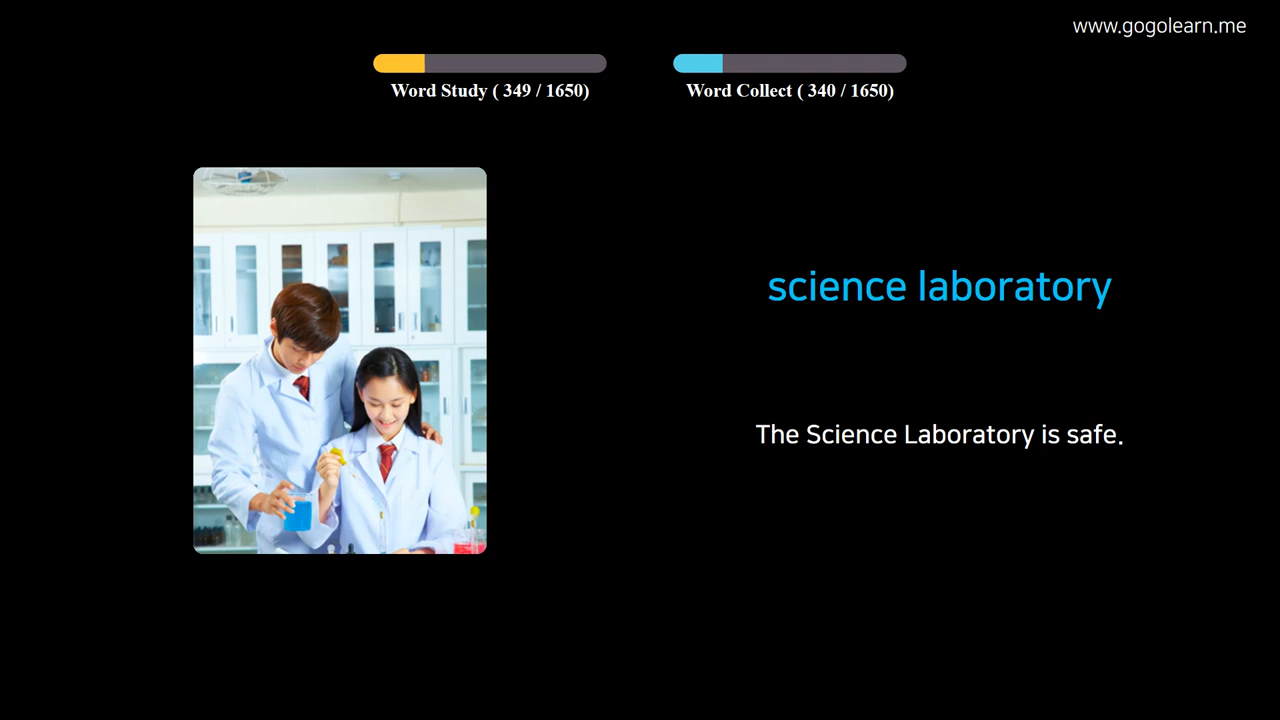 www.gogolearn.me
Word Study ( 349 / 1650)
Word Collect ( 340 / 1650)
science laboratory
The Science Laboratory is safe.